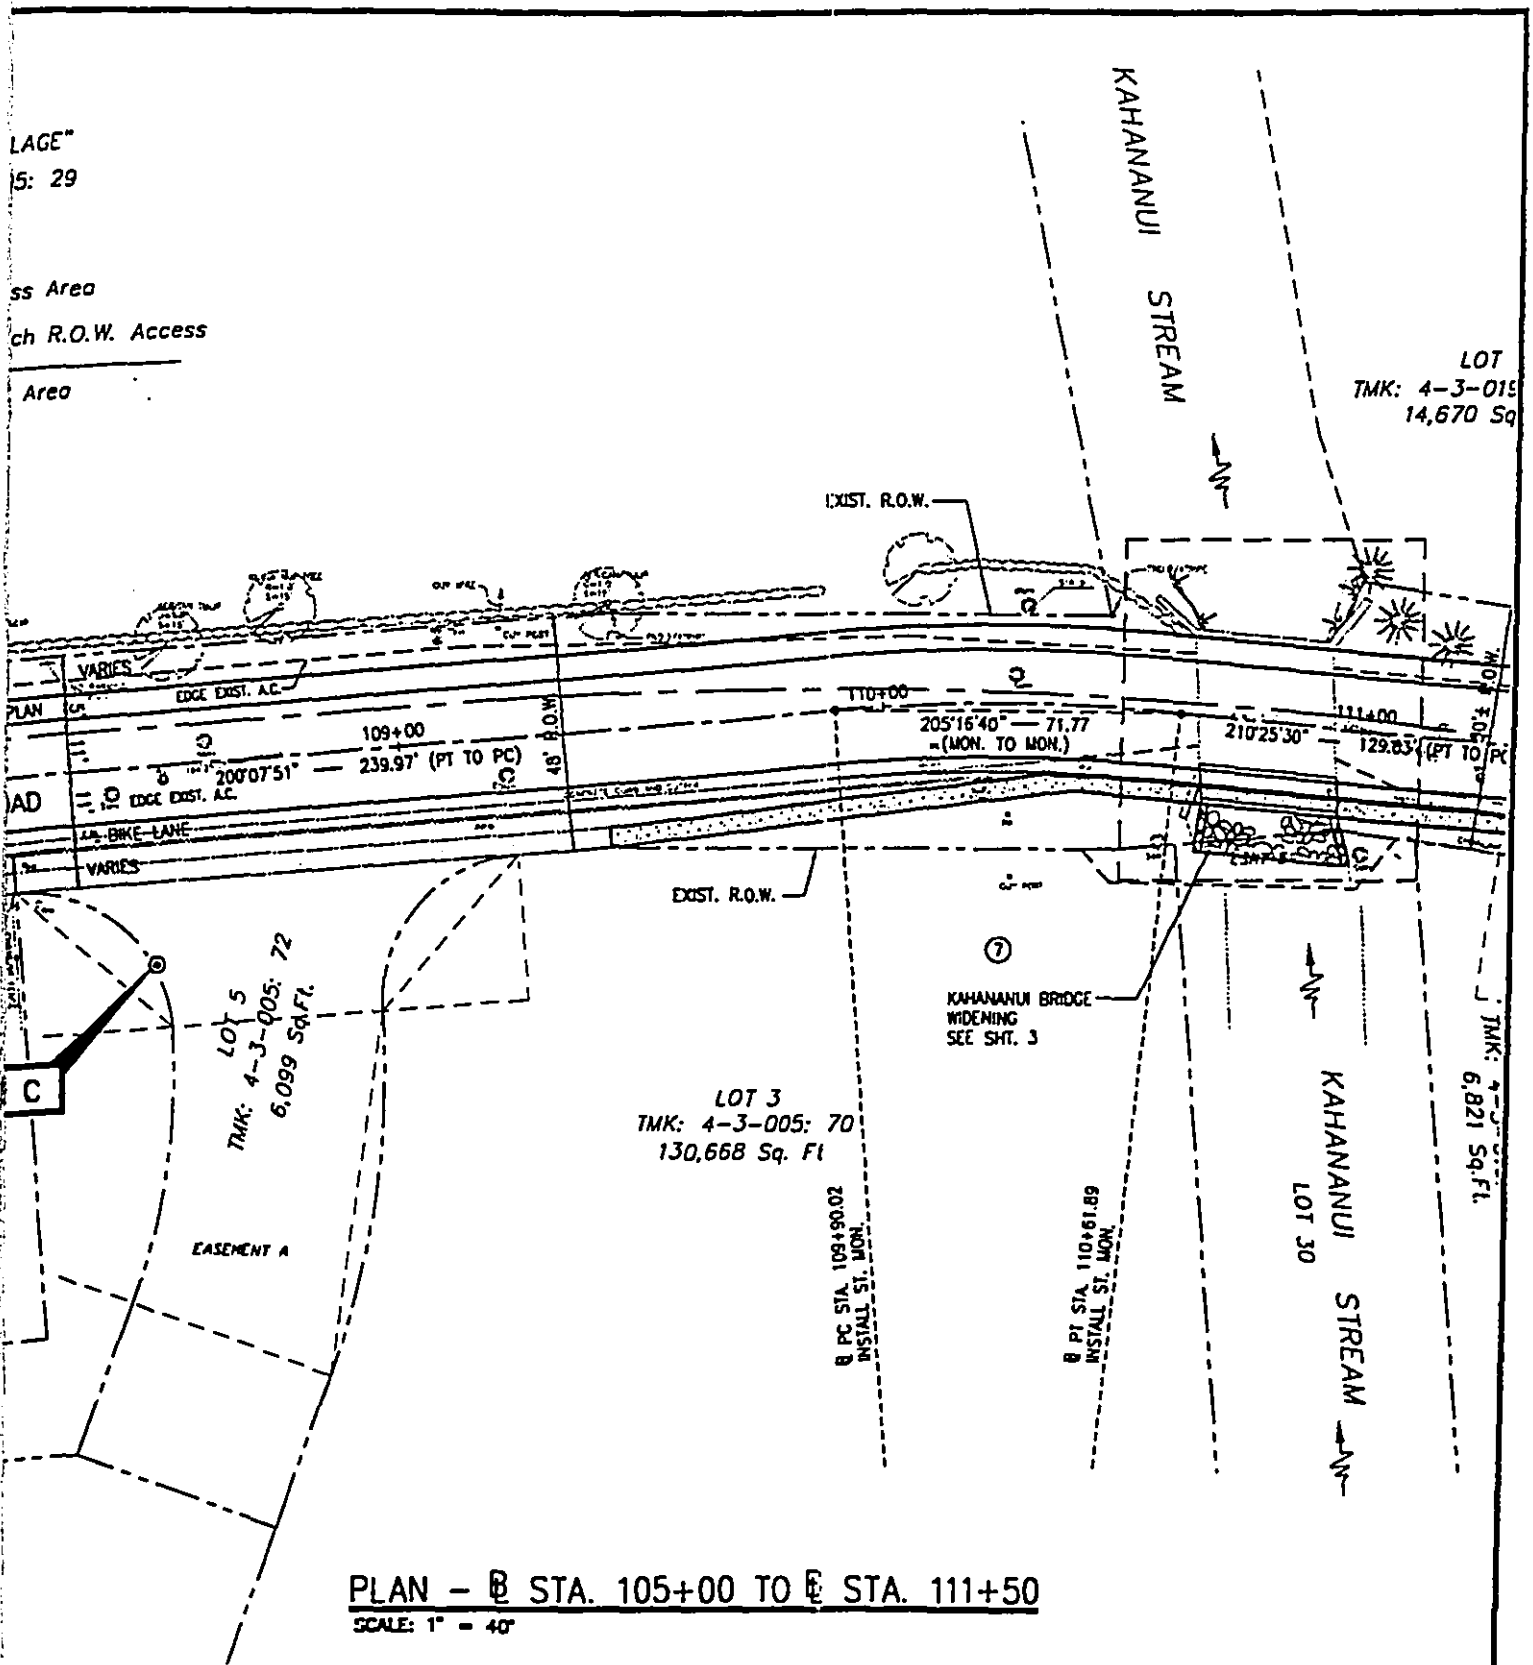 LAGE"
5: 29
ss Area
ch R.O.W. Access
Area
KAHANANUI STREAM
LOT
TMK: 4-3-019
14,670 Sq
EXIST. R.O.W.
VARIES
EDGE EXIST. A.C.
PLAN
109+00
200°07'51" — 239.97' (PT TO PC)
48' R.O.W.
110+00
205°16'40" — 71.77
(MON. TO MON.)
111+00
210°25'30" — 129.83' (PT TO PC
AD
EDGE EXIST. A.C.
BIKE LANE
VARIES
CUT POST
EXIST. R.O.W.
CUT POST
7
KAHANANUI BRIDGE
WIDENING
SEE SHT. 3
LOT 5
TMK: 4-3-005: 72
6,099 Sq.Ft.
C
LOT 3
TMK: 4-3-005: 70
130,668 Sq. Ft
EASEMENT A
PC STA. 109+90.02
INSTALL ST. MON.
PT STA. 110+61.89
INSTALL ST. MON.
KAHANANUI STREAM
LOT 30
TMK:
6,821 Sq.Ft.
PLAN - B STA. 105+00 TO B STA. 111+50
SCALE: 1" = 40'